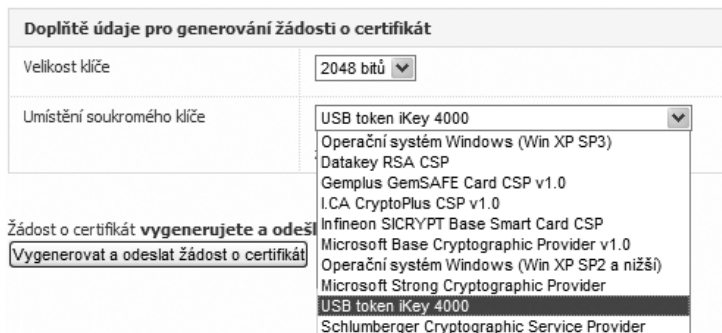 Doplňtě údaje pro generování žádosti o certifikát
Velikost klíče
2048 bitů
Umístění soukromého klíče
USB token iKey 4000
Operační systém Windows (Win XP SP3)
Datakey RSA CSP
Gemplus GemSAFE Card CSP v1.0
I.CA CryptoPlus CSP v1.0
Infineon SICRYPT Base Smart Card CSP
Microsoft Base Cryptographic Provider v1.0
Operační systém Windows (Win XP SP2 a nižší)
Microsoft Strong Cryptographic Provider
USB token iKey 4000
Schlumberger Cryptographic Service Provider
Žádost o certifikát vygenerujete a odešl
Vygenerovat a odeslat žádost o certifikát